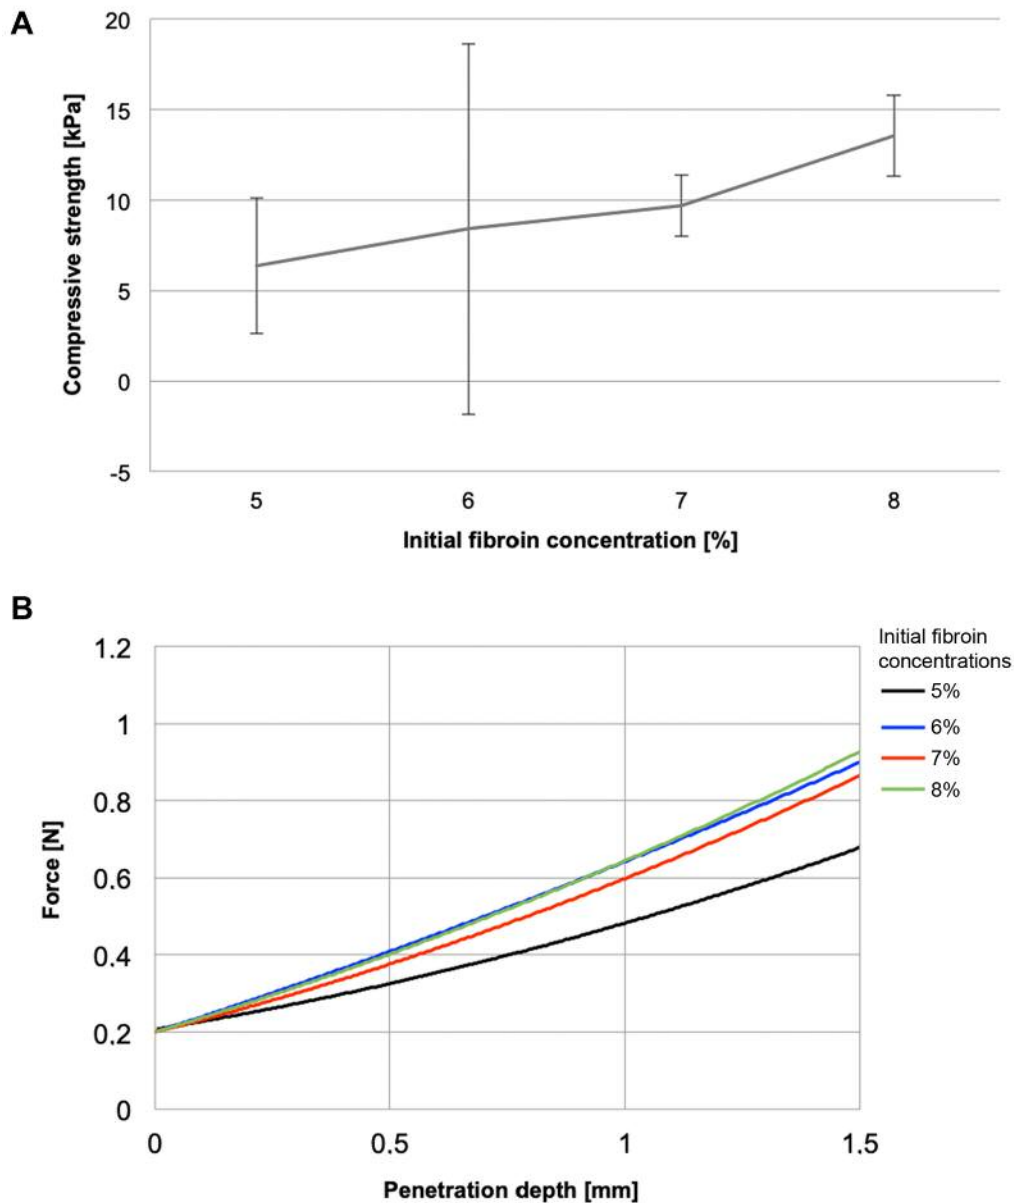 A
20
15
10
5
0
-5
Compressive strength [kPa]
5 6 7 8
Initial fibroin concentration [%]
B
1.2
1
0.8
0.6
0.4
0.2
0
Force [N]
0 0.5 1 1.5
Penetration depth [mm]
Initial fibroin
concentrations
5%
6%
7%
8%